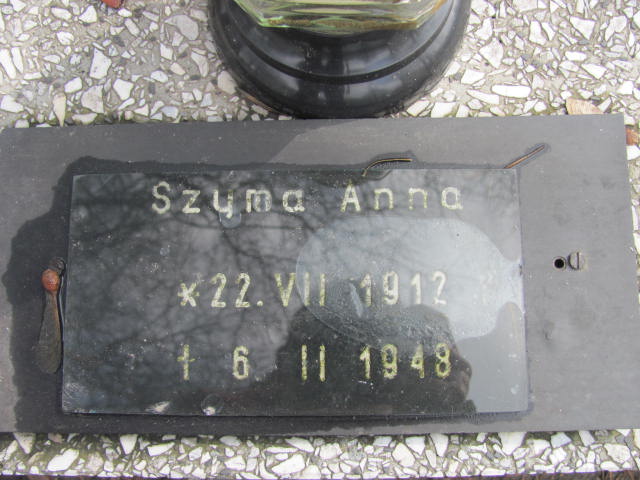 Szyma Anna
* 22. VII 1912
† 6 II 1948